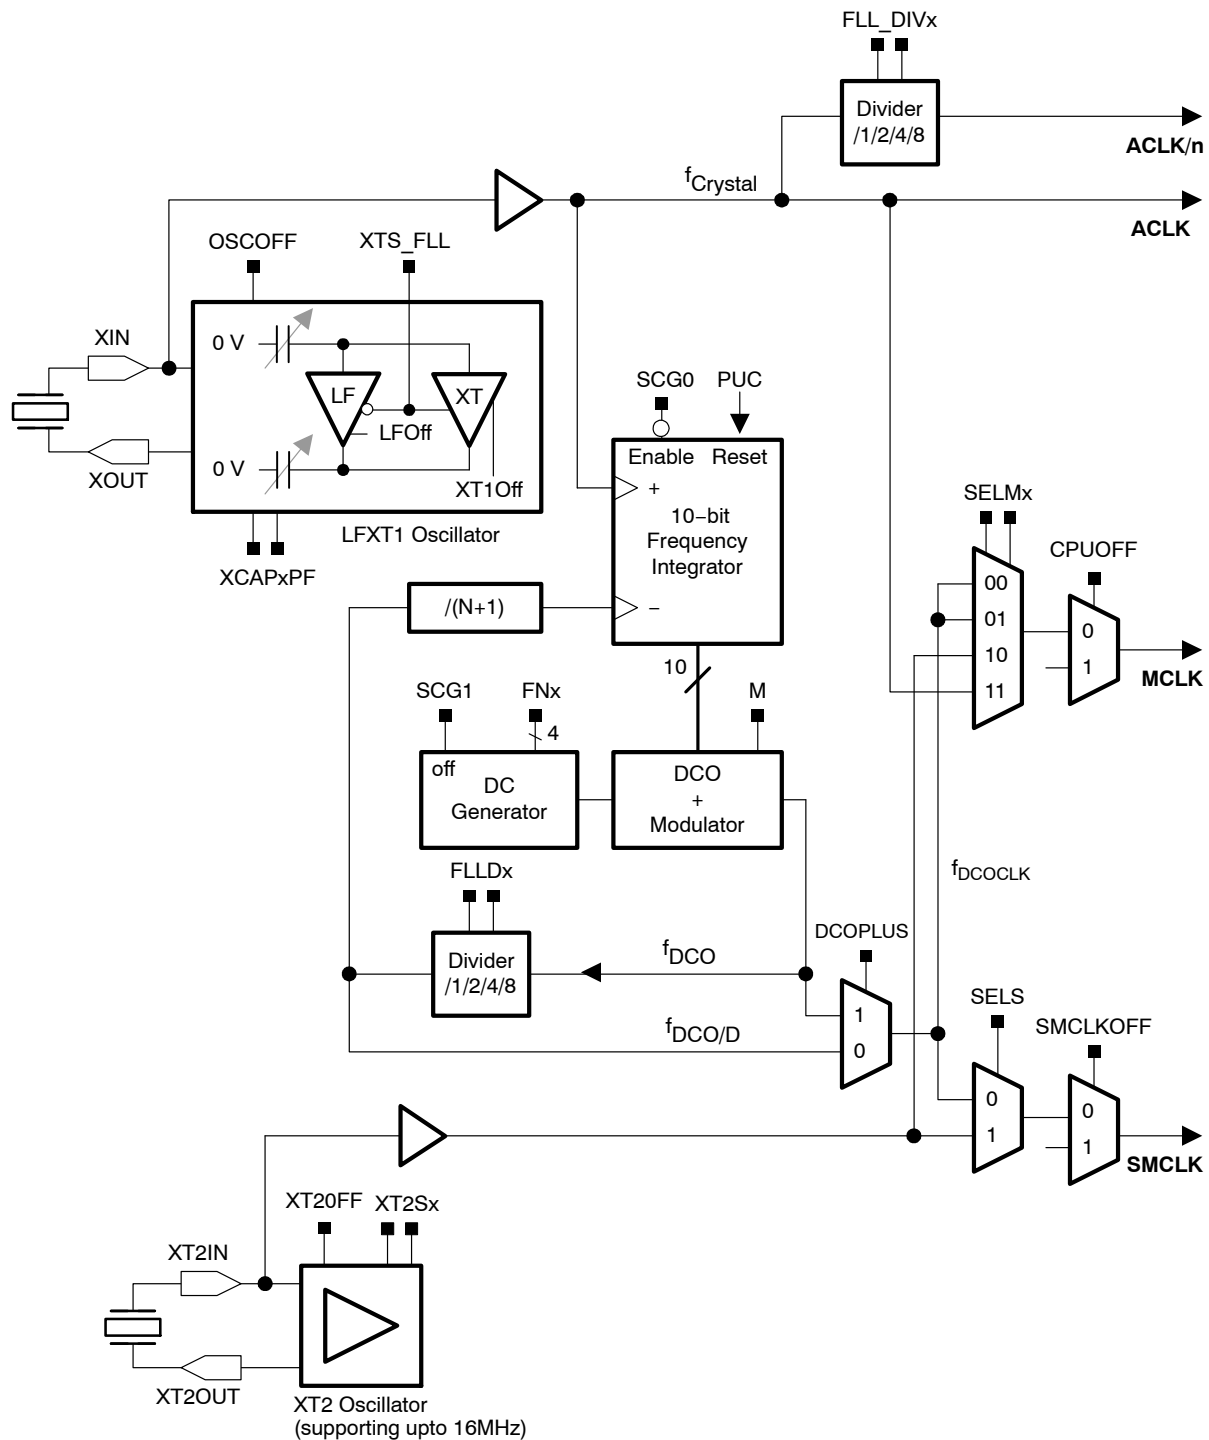 FLL_DIVx
Divider
/1/2/4/8
ACLK/n
fCrystal
ACLK
OSCOFF
XTS_FLL
XIN
0 V
LF
XT
LFOff
0 V
XT1Off
XOUT
LFXT1 Oscillator
XCAPxPF
SCG0
PUC
Enable
Reset
+
10−bit
Frequency
Integrator
−
/(N+1)
10
SELMx
CPUOFF
00
01
10
11
0
1
MCLK
SCG1
FNx
4
M
off
DC
Generator
DCO
+
Modulator
fDCOCLK
FLLDx
Divider
/1/2/4/8
fDCO
fDCO/D
DCOPLUS
1
0
SELS
SMCLKOFF
0
1
0
1
SMCLK
XT20FF
XT2Sx
XT2IN
XT2OUT
XT2 Oscillator
(supporting upto 16MHz)